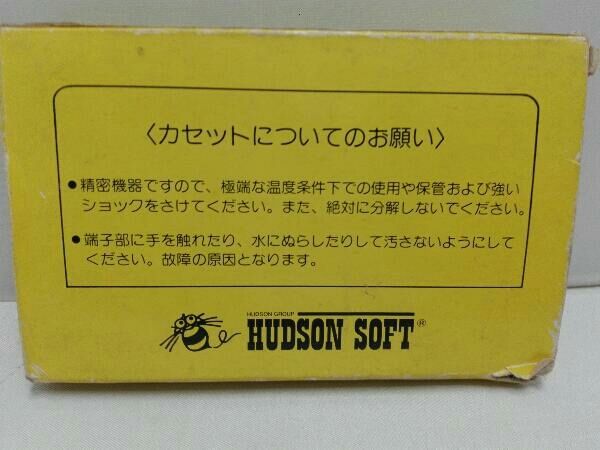 〈カセットについてのお願い〉
●精密機器ですので、極端な温度条件下での使用や保管および強い
ショックをさけてください。また、絶対に分解しないでください。
●端子部に手を触れたり、水にぬらしたりして汚さないようにして
ください。故障の原因となります。
HUDSON GROUP
HUDSON SOFT®